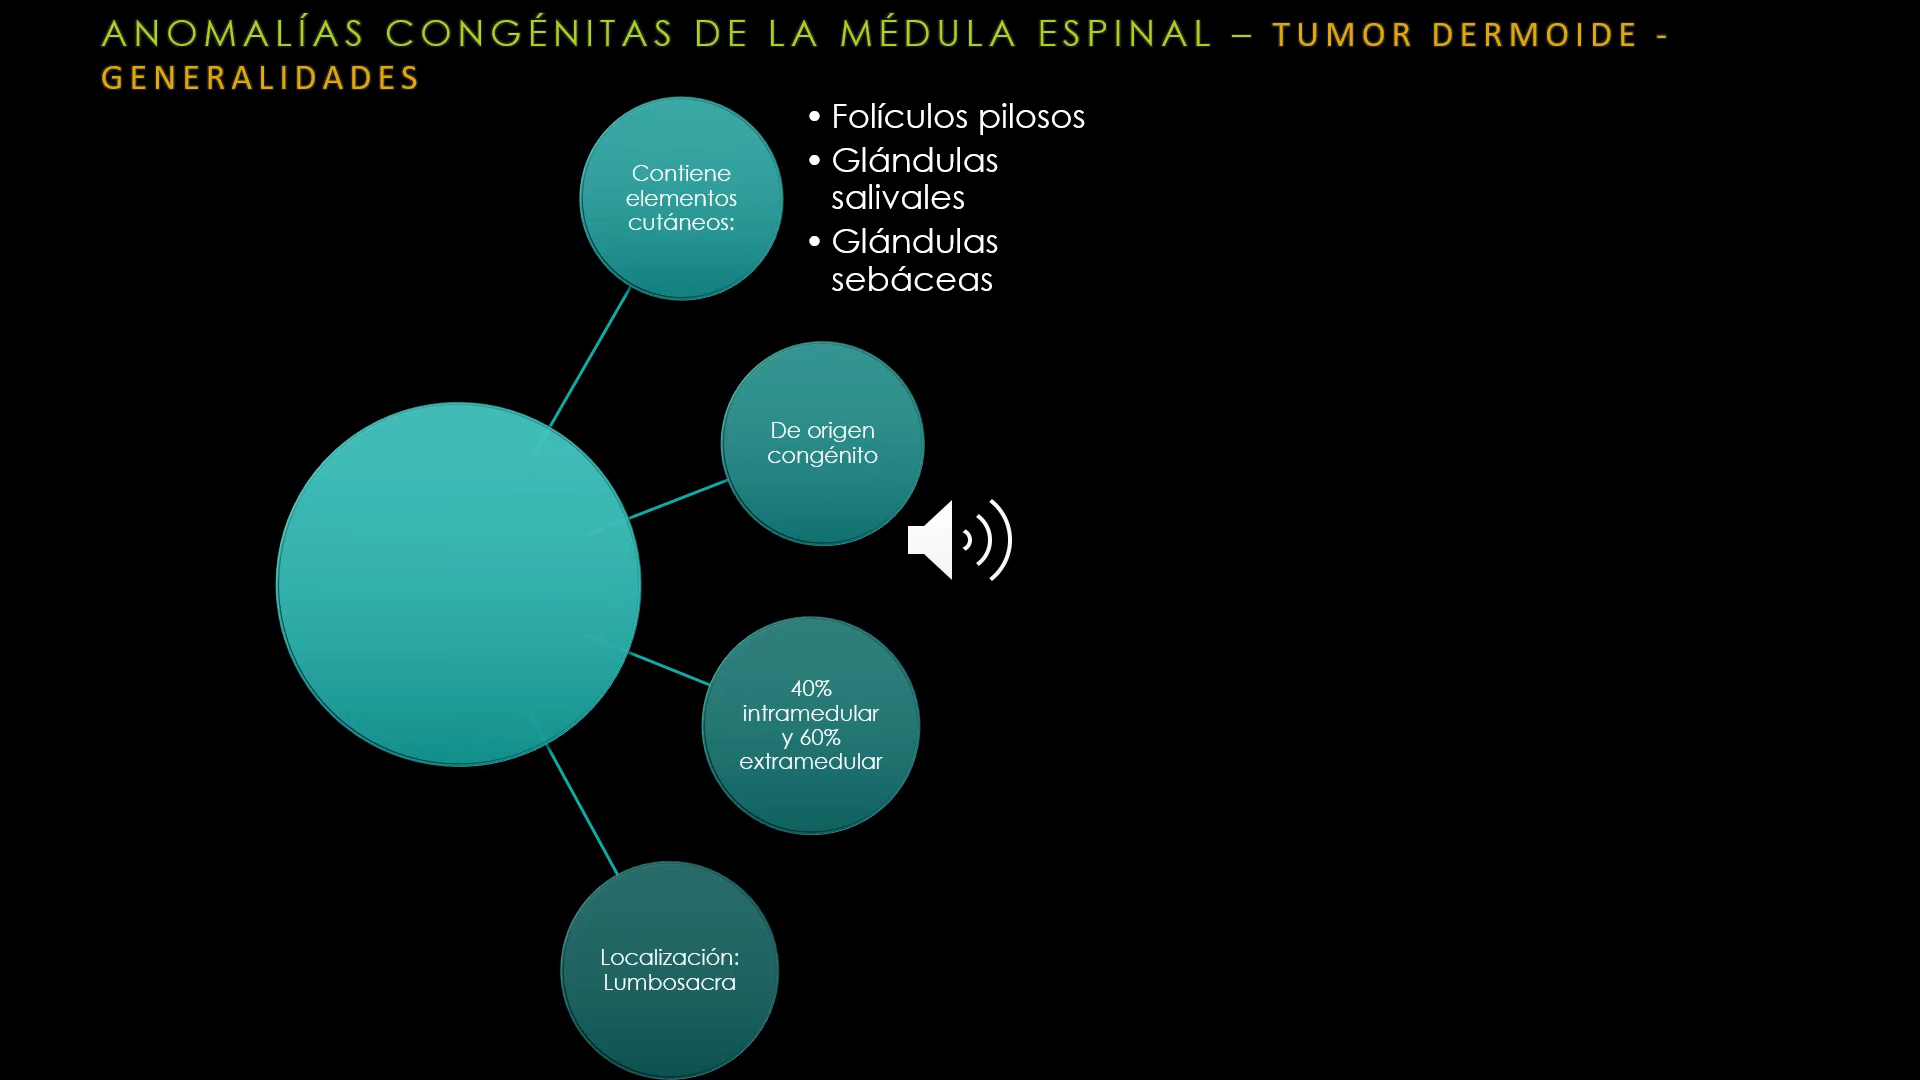 ANOMALÍAS CONGÉNITAS DE LA MÉDULA ESPINAL – TUMOR DERMOIDE -
GENERALIDADES
Contiene
elementos
cutáneos:
• Folículos pilosos
• Glándulas
salivales
• Glándulas
sebáceas
De origen
congénito
40%
intramedular
y 60%
extramedular
Localización:
Lumbosacra